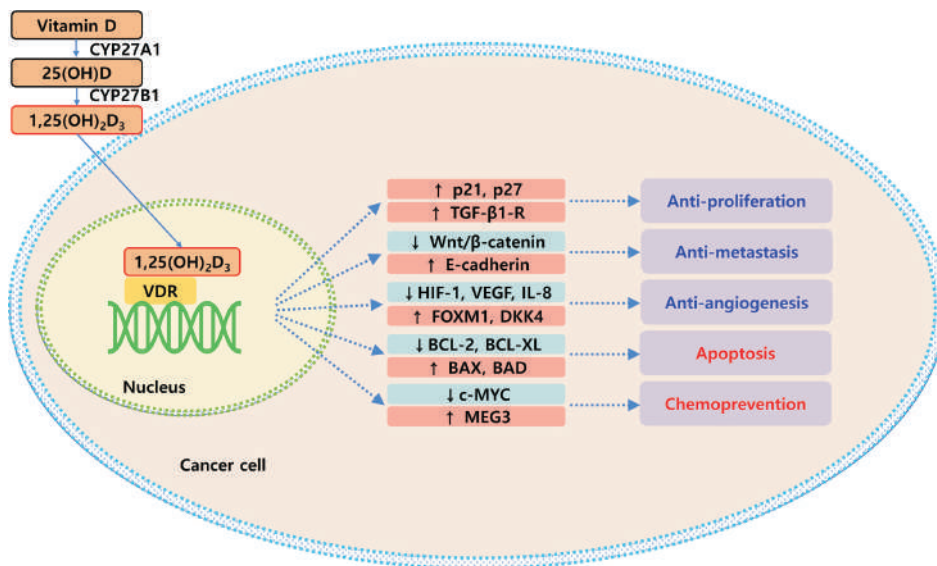 Vitamin D
CYP27A1
25(OH)D
CYP27B1
1,25(OH)₂D₃
1,25(OH)₂D₃
VDR
Nucleus
Cancer cell
↑ p21, p27
↑ TGF-β1-R
Anti-proliferation
↓ Wnt/β-catenin
↑ E-cadherin
Anti-metastasis
↓HIF-1, VEGF, IL-8
↑ FOXM1, DKK4
Anti-angiogenesis
↓BCL-2, BCL-XL
↑ BAX, BAD
Apoptosis
↓c-MYC
↑ MEG3
Chemoprevention